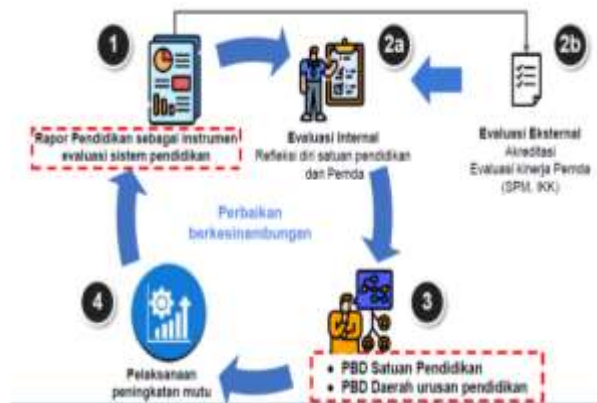 1
Rapor Pendidikan sebagai instrumen
evaluasi sistem pendidikan
2a
Evaluasi Internal
Refleksi diri satuan pendidikan
dan Pemda
2b
Evaluasi Eksternal
Akreditasi
Evaluasi kinerja Pemda
(SPM, IKK)
Perbaikan
berkesinambungan
3
• PBD Satuan Pendidikan
• PBD Daerah urusan pendidikan
4
Pelaksanaan
peningkatan mutu